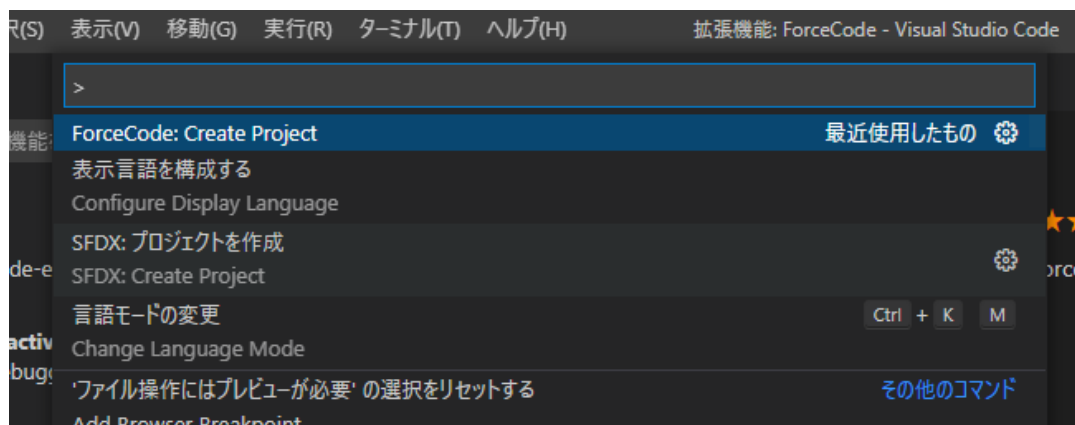 (S) 表示(V) 移動(G) 実行(R) ターミナル(T) ヘルプ(H) 拡張機能: ForceCode - Visual Studio Code
>
機能
ForceCode: Create Project 最近使用したもの
表示言語を構成する
Configure Display Language
SFDX: プロジェクトを作成
de-e SFDX: Create Project
言語モードの変更 Ctrl + K M
activ Change Language Mode
'ファイル操作にはプレビューが必要' の選択をリセットする その他のコマンド
Add Browser Breakpoint